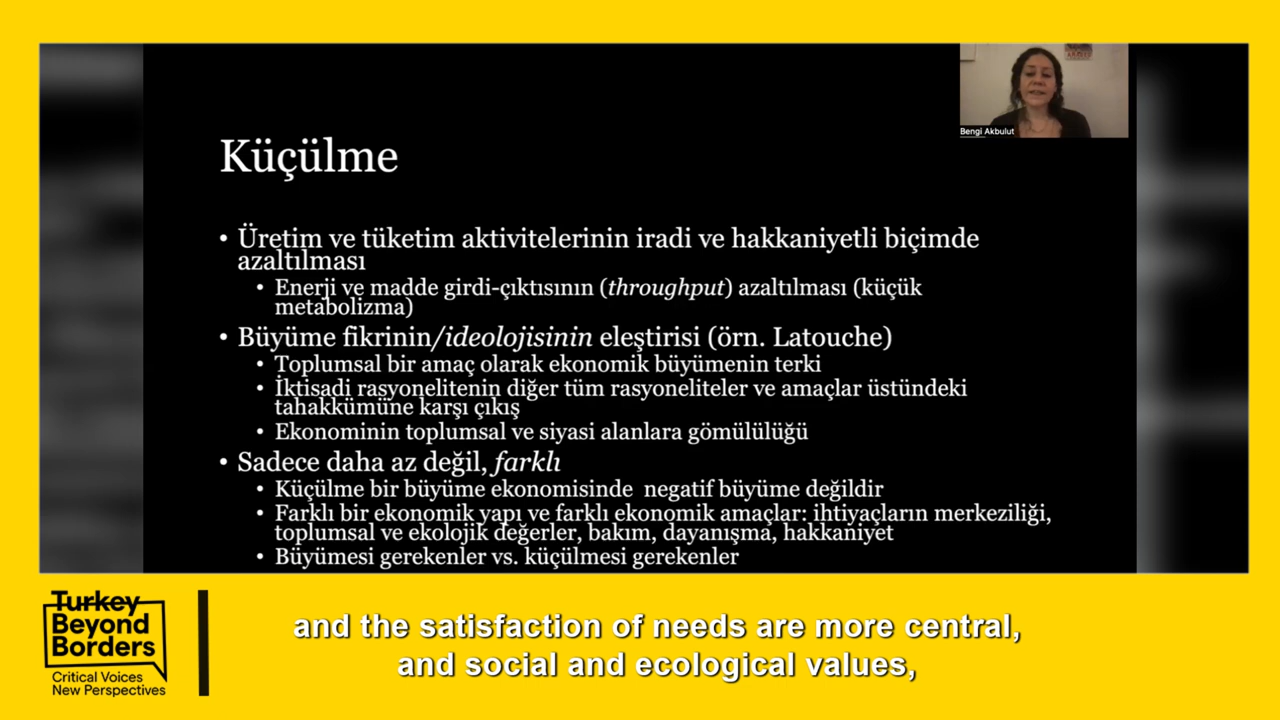 Bengi Akbulut
Küçülme
• Üretim ve tüketim aktivitelerinin iradi ve hakkaniyetli biçimde
azaltılması
• Enerji ve madde girdi-çıktısının (throughput) azaltılması (küçük
metabolizma)
• Büyüme fikrinin/ideolojisinin eleştirisi (örn. Latouche)
• Toplumsal bir amaç olarak ekonomik büyümenin terki
• İktisadi rasyonelitenin diğer tüm rasyoneliteler ve amaçlar üstündeki
tahakkümüne karşı çıkış
• Ekonominin toplumsal ve siyasi alanlara gömülülüğü
• Sadece daha az değil, farklı
• Küçülme bir büyüme ekonomisinde  negatif büyüme değildir
• Farklı bir ekonomik yapı ve farklı ekonomik amaçlar: ihtiyaçların merkeziliği,
toplumsal ve ekolojik değerler, bakım, dayanışma, hakkaniyet
• Büyümesi gerekenler vs. küçülmesi gerekenler
Turkey
Beyond
Borders
Critical Voices
New Perspectives
and the satisfaction of needs are more central,
and social and ecological values,